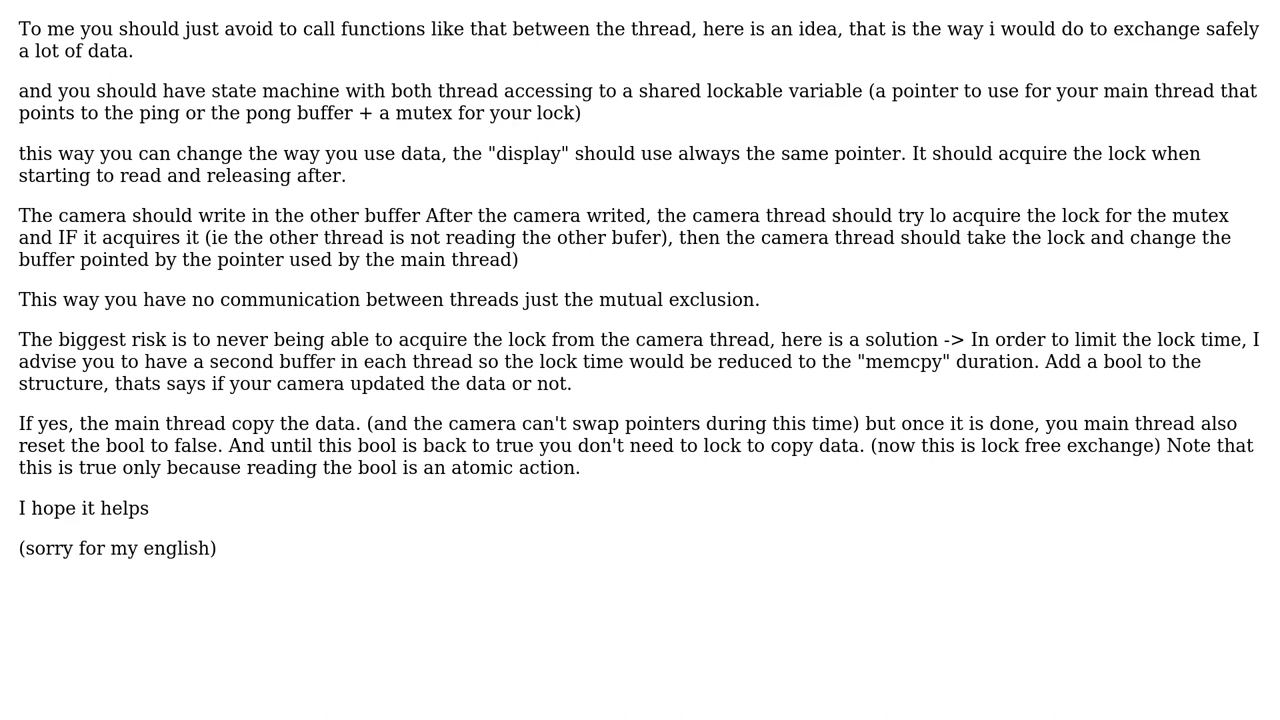 To me you should just avoid to call functions like that between the thread, here is an idea, that is the way i would do to exchange safely
a lot of data.
and you should have state machine with both thread accessing to a shared lockable variable (a pointer to use for your main thread that
points to the ping or the pong buffer + a mutex for your lock)
this way you can change the way you use data, the "display" should use always the same pointer. It should acquire the lock when
starting to read and releasing after.
The camera should write in the other buffer After the camera writed, the camera thread should try lo acquire the lock for the mutex
and IF it acquires it (ie the other thread is not reading the other bufer), then the camera thread should take the lock and change the
buffer pointed by the pointer used by the main thread)
This way you have no communication between threads just the mutual exclusion.
The biggest risk is to never being able to acquire the lock from the camera thread, here is a solution -> In order to limit the lock time, I
advise you to have a second buffer in each thread so the lock time would be reduced to the "memcpy" duration. Add a bool to the
structure, thats says if your camera updated the data or not.
If yes, the main thread copy the data. (and the camera can't swap pointers during this time) but once it is done, you main thread also
reset the bool to false. And until this bool is back to true you don't need to lock to copy data. (now this is lock free exchange) Note that
this is true only because reading the bool is an atomic action.
I hope it helps
(sorry for my english)